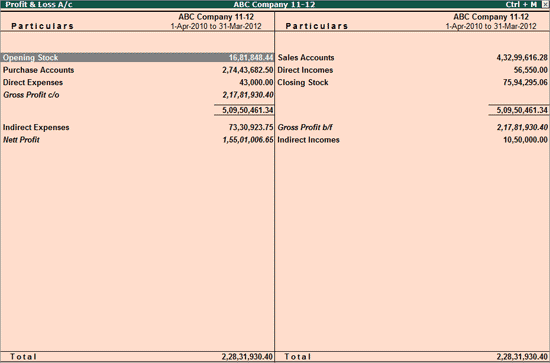 Profit & Loss A/c ABC Company 11-12 Ctrl + M
Particulars ABC Company 11-12 Particulars ABC Company 11-12
1-Apr-2010 to 31-Mar-2012 1-Apr-2010 to 31-Mar-2012
Opening Stock 16,81,848.44 Sales Accounts 4,32,99,616.28
Purchase Accounts 2,74,43,682.50 Direct Incomes 56,550.00
Direct Expenses 43,000.00 Closing Stock 75,94,295.06
Gross Profit c/o 2,17,81,930.40
5,09,50,461.34 5,09,50,461.34
Indirect Expenses 73,30,923.75 Gross Profit b/f 2,17,81,930.40
Nett Profit 1,55,01,006.65 Indirect Incomes 10,50,000.00
Total 2,28,31,930.40 Total 2,28,31,930.40